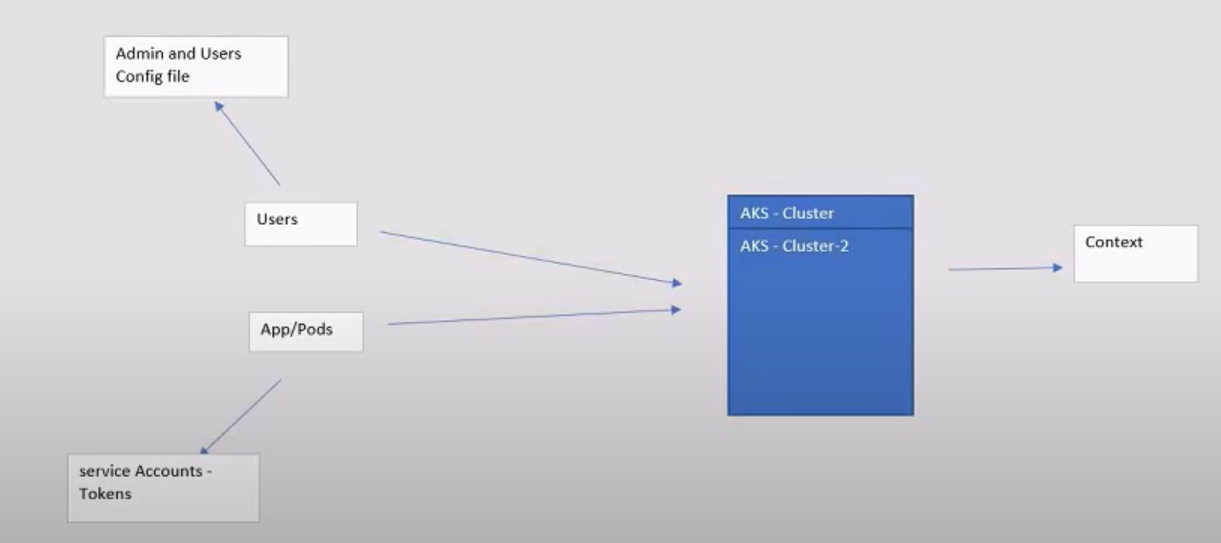 Admin and Users
Config file
Users
AKS - Cluster
AKS - Cluster-2
Context
App/Pods
service Accounts -
Tokens